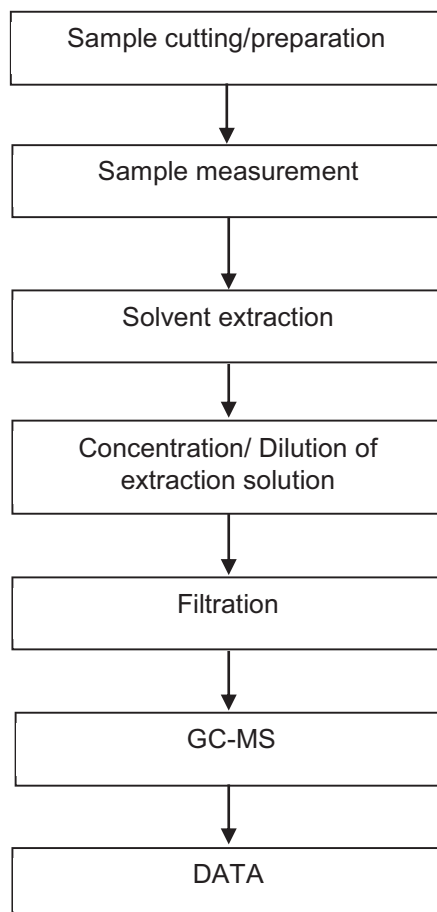 Sample cutting/preparation
Sample measurement
Solvent extraction
Concentration/ Dilution of
extraction solution
Filtration
GC-MS
DATA